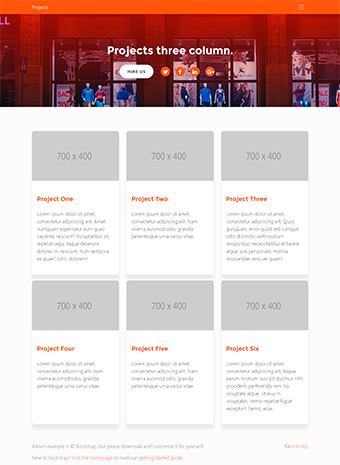 Projects
LL
SALE
SALE
Projects three column.
HIRE US
700 x 400
700 x 400
700 x 400
Project One
Lorem ipsum dolor sit amet,
consectetur adipisicing elit. Amet
numquam aspernatur eum quasi
sapiente nesciunt? Voluptatibus sit,
repellat sequi itaque deserunt,
dolores in, nesciunt, illum tempora
ex quae? Nihil, dolorem!
Project Two
Lorem ipsum dolor sit amet,
consectetur adipiscing elit. Nam
viverra euismod odio, gravida
pellentesque urna varius vitae.
Project Three
Lorem ipsum dolor sit amet,
consectetur adipisicing elit. Quos
quisquam, error quod sed cumque,
odio distinctio velit nostrum
temporibus necessitatibus et facere
atque iure perspiciatis mollitia
recusandae vero vel quam!
700 x 400
700 x 400
700 x 400
Project Four
Lorem ipsum dolor sit amet,
consectetur adipiscing elit. Nam
viverra euismod odio, gravida
pellentesque urna varius vitae.
Project Five
Lorem ipsum dolor sit amet,
consectetur adipiscing elit. Nam
viverra euismod odio, gravida
pellentesque urna varius vitae.
Project Six
Lorem ipsum dolor sit amet,
consectetur adipisicing elit. Itaque
earum nostrum suscipit ducimus
nihil provident, perferendis rem illo,
voluptate atque, sit eius in
voluptates, nemo repellat fugiat
excepturi! Nemo, esse.
Album example is © Bootstrap, but please download and customize it for yourself!
Back to top
New to Bootstrap? Visit the homepage or read our getting started guide.